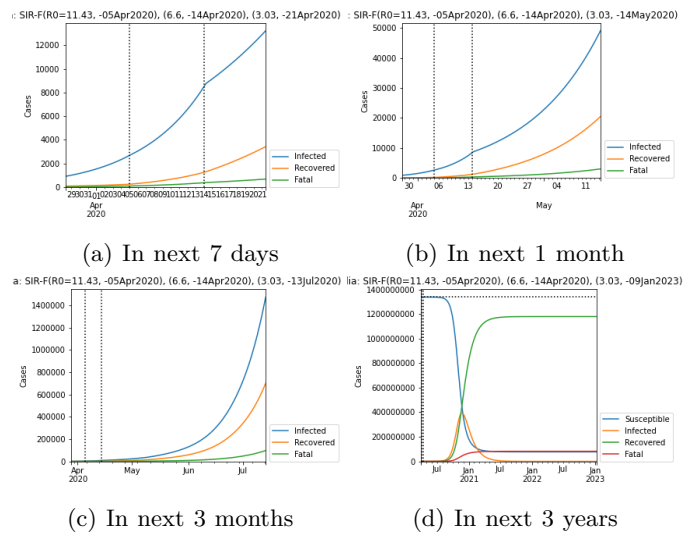 : SIR-F(R0=11.43, -05Apr2020), (6.6, -14Apr2020), (3.03, -21Apr2020)
12000
10000
8000
6000
4000
2000
0
Cases
Infected
Recovered
Fatal
293031010203040506070809101112131415161718192021
Apr
2020
(a) In next 7 days
: SIR-F(R0=11.43, -05Apr2020), (6.6, -14Apr2020), (3.03, -14May2020)
50000
40000
30000
20000
10000
0
Cases
Infected
Recovered
Fatal
30 06 13 20 27 04 11
Apr May
2020
(b) In next 1 month
a: SIR-F(R0=11.43, -05Apr2020), (6.6, -14Apr2020), (3.03, -13Jul2020)
1400000
1200000
1000000
800000
600000
400000
200000
0
Cases
Infected
Recovered
Fatal
Apr May Jun Jul
2020
(c) In next 3 months
dia: SIR-F(R0=11.43, -05Apr2020), (6.6, -14Apr2020), (3.03, -09Jan2023)
1400000000
1200000000
1000000000
800000000
600000000
400000000
200000000
0
Cases
Susceptible
Infected
Recovered
Fatal
Jul Jan Jul Jan Jul Jan
2021 2022 2023
(d) In next 3 years